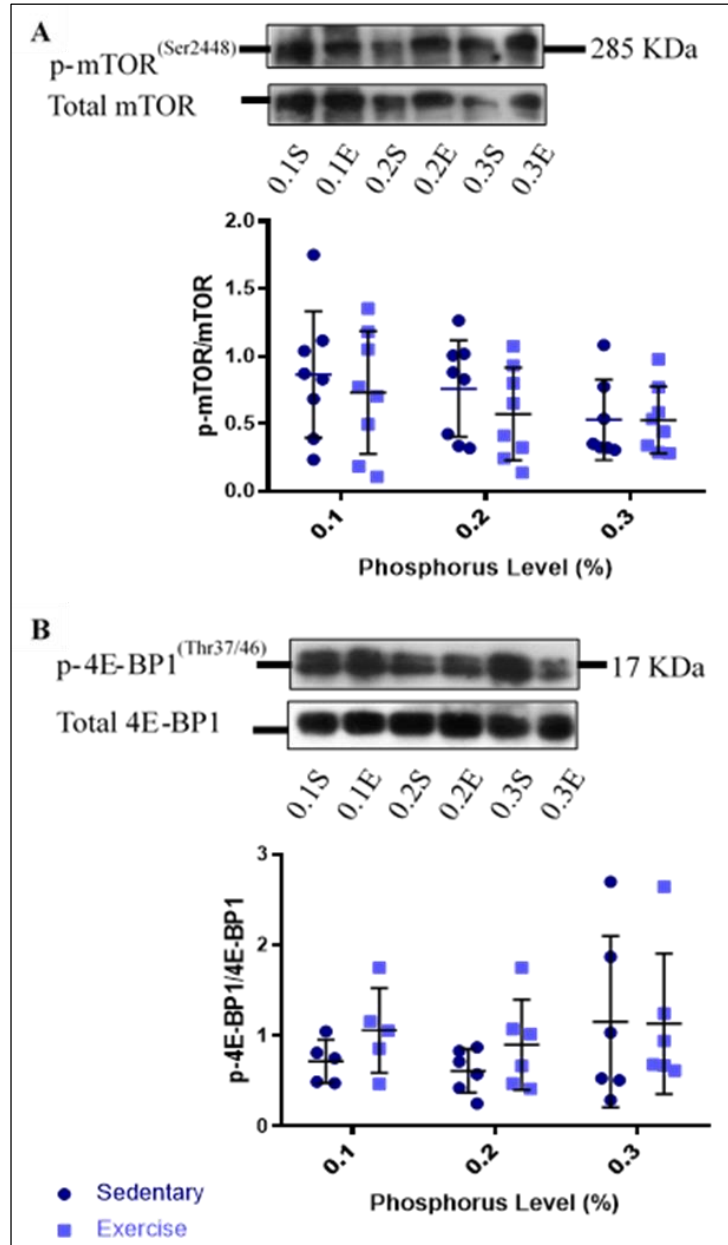 A
p-mTOR(Ser2448) 285 KDa
Total mTOR
0.1S 0.1E 0.2S 0.2E 0.3S 0.3E
2.0
1.5
1.0
0.5
0.0
p-mTOR/mTOR
0.1 0.2 0.3
Phosphorus Level (%)
B
p-4E-BP1(Thr37/46) 17 KDa
Total 4E-BP1
0.1S 0.1E 0.2S 0.2E 0.3S 0.3E
3
2
1
0
p-4E-BP1/4E-BP1
0.1 0.2 0.3
Phosphorus Level (%)
Sedentary
Exercise